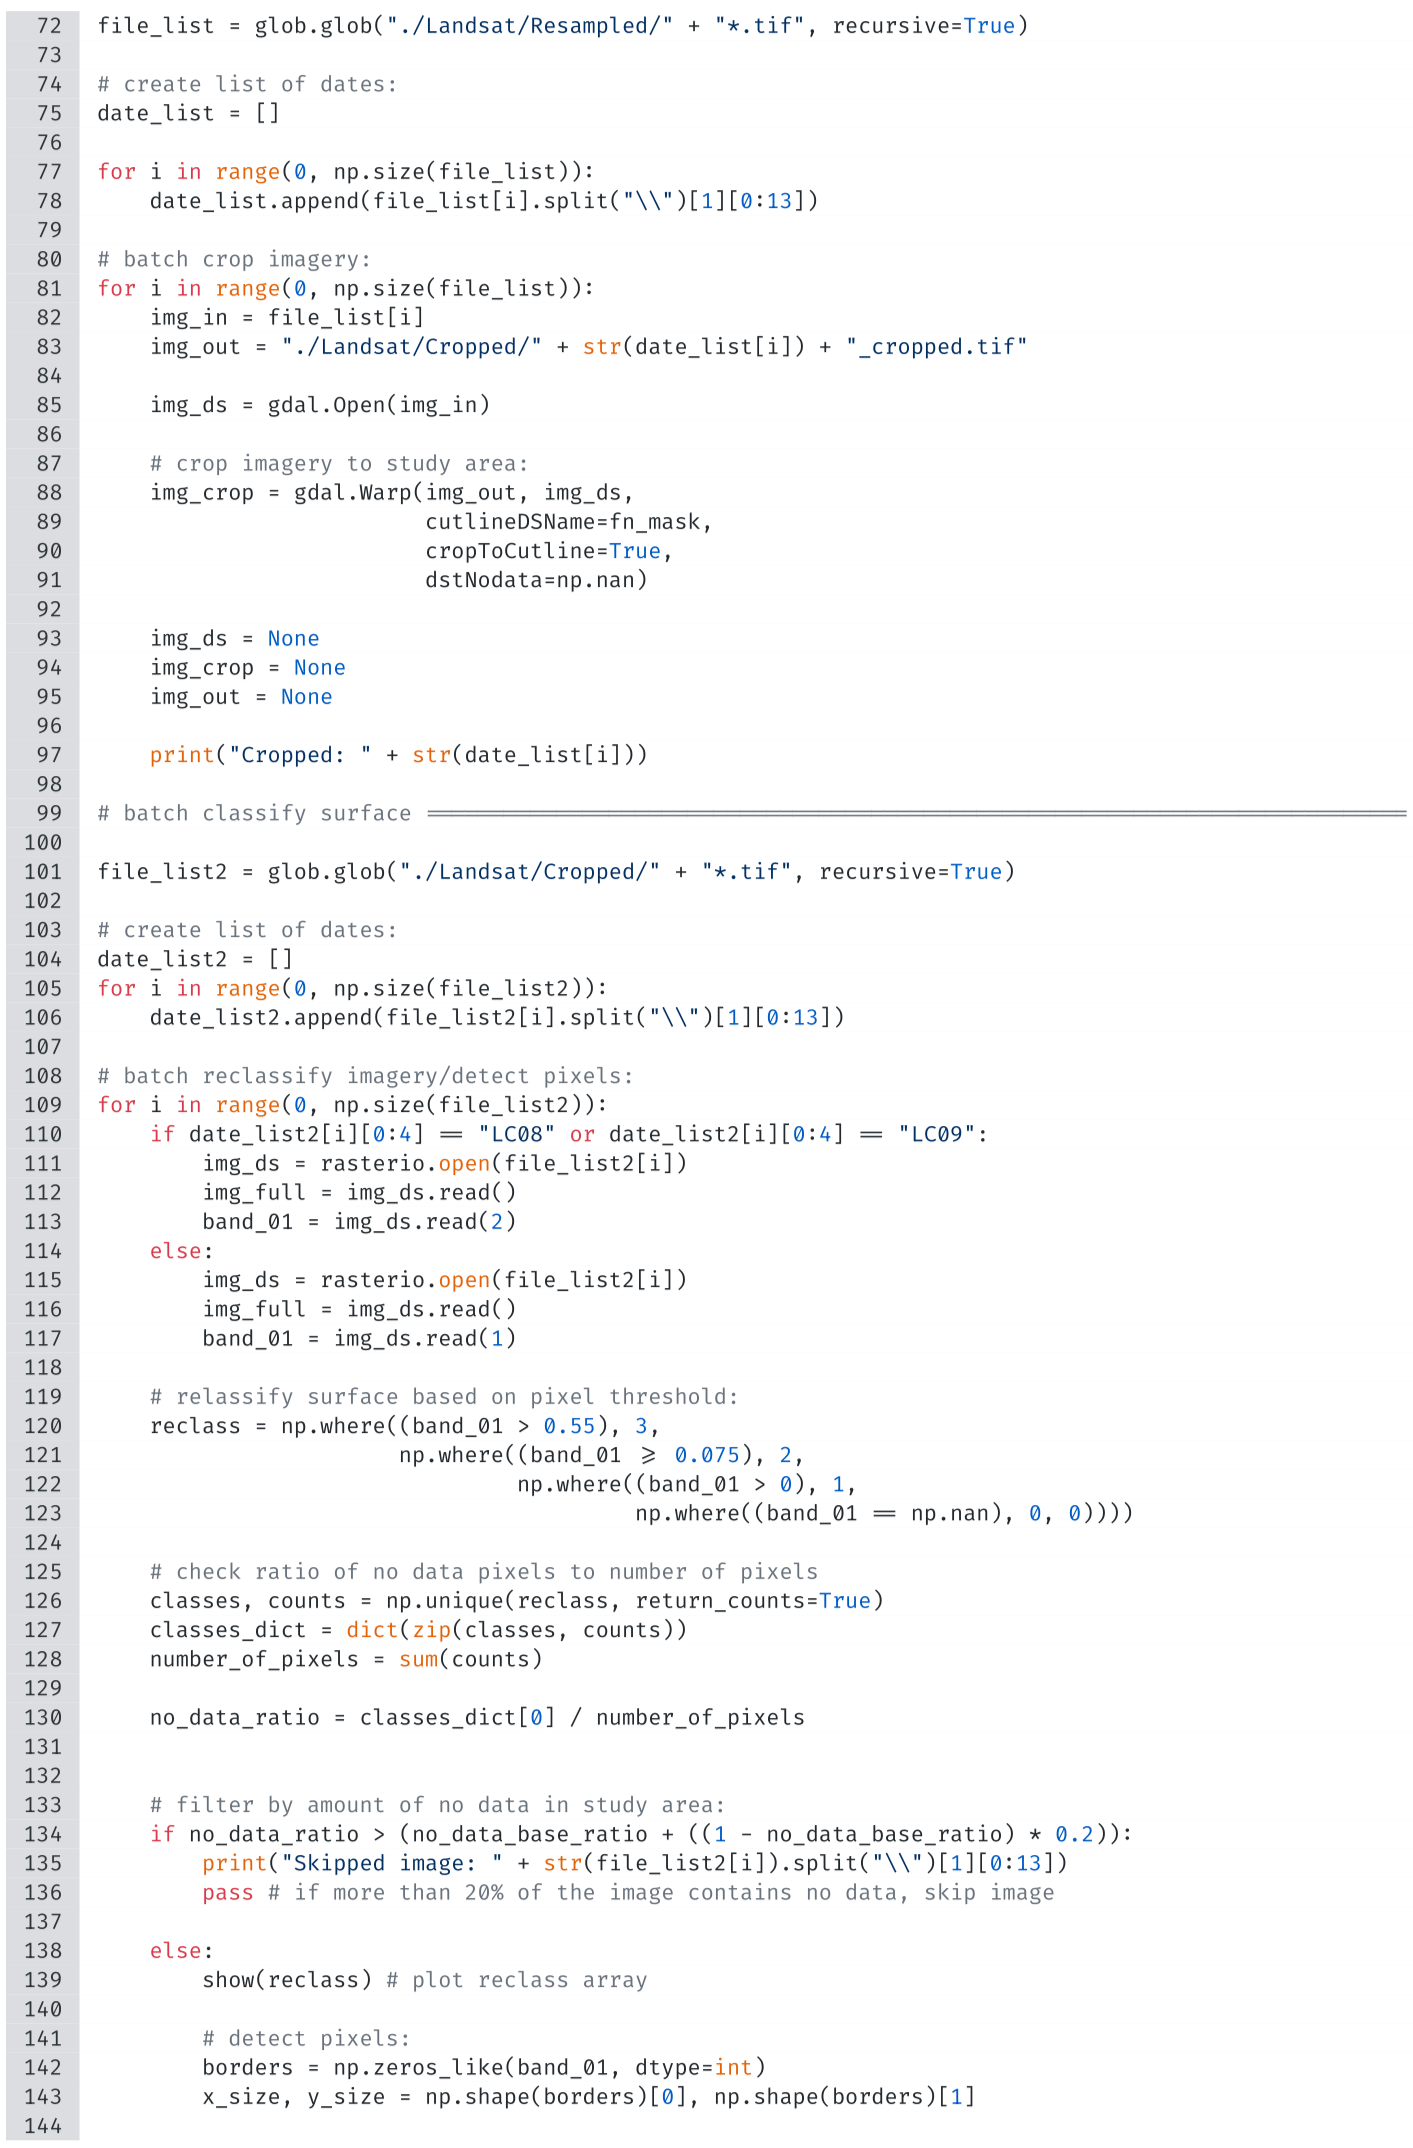 72 file_list = glob.glob("./Landsat/Resampled/" + "*.tif", recursive=True)
73
74 # create list of dates:
75 date_list = []
76
77 for i in range(0, np.size(file_list)):
78     date_list.append(file_list[i].split("\\")[1][0:13])
79
80 # batch crop imagery:
81 for i in range(0, np.size(file_list)):
82     img_in = file_list[i]
83     img_out = "./Landsat/Cropped/" + str(date_list[i]) + "_cropped.tif"
84
85     img_ds = gdal.Open(img_in)
86
87     # crop imagery to study area:
88     img_crop = gdal.Warp(img_out, img_ds,
89                          cutlineDSName=fn_mask,
90                          cropToCutline=True,
91                          dstNodata=np.nan)
92
93     img_ds = None
94     img_crop = None
95     img_out = None
96
97     print("Cropped: " + str(date_list[i]))
98
99 # batch classify surface ===========================================================================
100
101 file_list2 = glob.glob("./Landsat/Cropped/" + "*.tif", recursive=True)
102
103 # create list of dates:
104 date_list2 = []
105 for i in range(0, np.size(file_list2)):
106     date_list2.append(file_list2[i].split("\\")[1][0:13])
107
108 # batch reclassify imagery/detect pixels:
109 for i in range(0, np.size(file_list2)):
110     if date_list2[i][0:4] == "LC08" or date_list2[i][0:4] == "LC09":
111         img_ds = rasterio.open(file_list2[i])
112         img_full = img_ds.read()
113         band_01 = img_ds.read(2)
114     else:
115         img_ds = rasterio.open(file_list2[i])
116         img_full = img_ds.read()
117         band_01 = img_ds.read(1)
118
119     # relassify surface based on pixel threshold:
120     reclass = np.where((band_01 > 0.55), 3,
121                        np.where((band_01 >= 0.075), 2,
122                                 np.where((band_01 > 0), 1,
123                                          np.where((band_01 == np.nan), 0, 0))))
124
125     # check ratio of no data pixels to number of pixels
126     classes, counts = np.unique(reclass, return_counts=True)
127     classes_dict = dict(zip(classes, counts))
128     number_of_pixels = sum(counts)
129
130     no_data_ratio = classes_dict[0] / number_of_pixels
131
132
133     # filter by amount of no data in study area:
134     if no_data_ratio > (no_data_base_ratio + ((1 - no_data_base_ratio) * 0.2)):
135         print("Skipped image: " + str(file_list2[i]).split("\\")[1][0:13])
136         pass # if more than 20% of the image contains no data, skip image
137
138     else:
139         show(reclass) # plot reclass array
140
141         # detect pixels:
142         borders = np.zeros_like(band_01, dtype=int)
143         x_size, y_size = np.shape(borders)[0], np.shape(borders)[1]
144